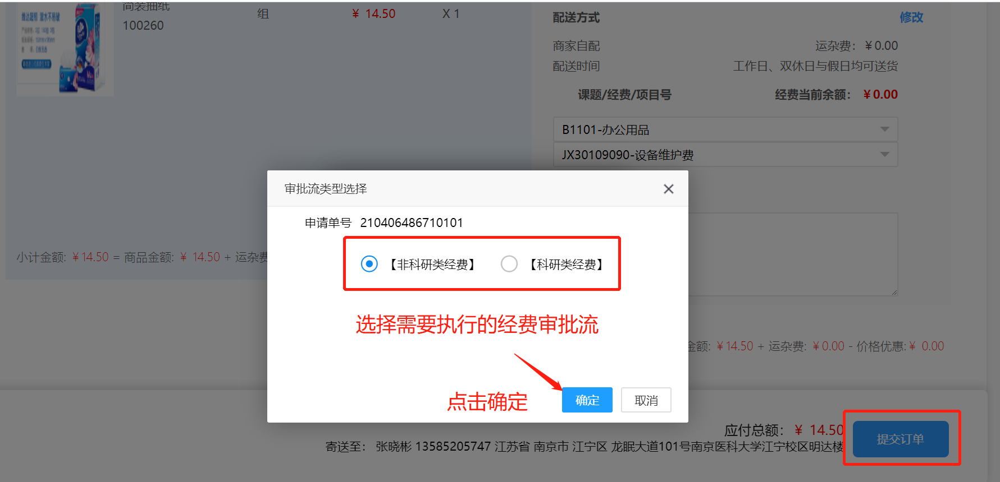 简装抽纸
100260
组
¥ 14.50
X 1
配送方式
修改
商家自配
运杂费： ¥0.00
配送时间
工作日、双休日与假日均可送货
课题/经费/项目号
经费当前余额： ¥0.00
B1101-办公用品
JX30109090-设备维护费
审批流类型选择
申请单号 210406486710101
【非科研类经费】
【科研类经费】
小计金额: ¥14.50 = 商品金额: ¥ 14.50 + 运杂费
选择需要执行的经费审批流
金额: ¥14.50 + 运杂费: ¥0.00 - 价格优惠:¥ 0.00
点击确定
确定
取消
应付总额： ¥ 14.50
寄送至： 张晓彬 13585205747 江苏省 南京市 江宁区 龙眠大道101号南京医科大学江宁校区明达楼
提交订单